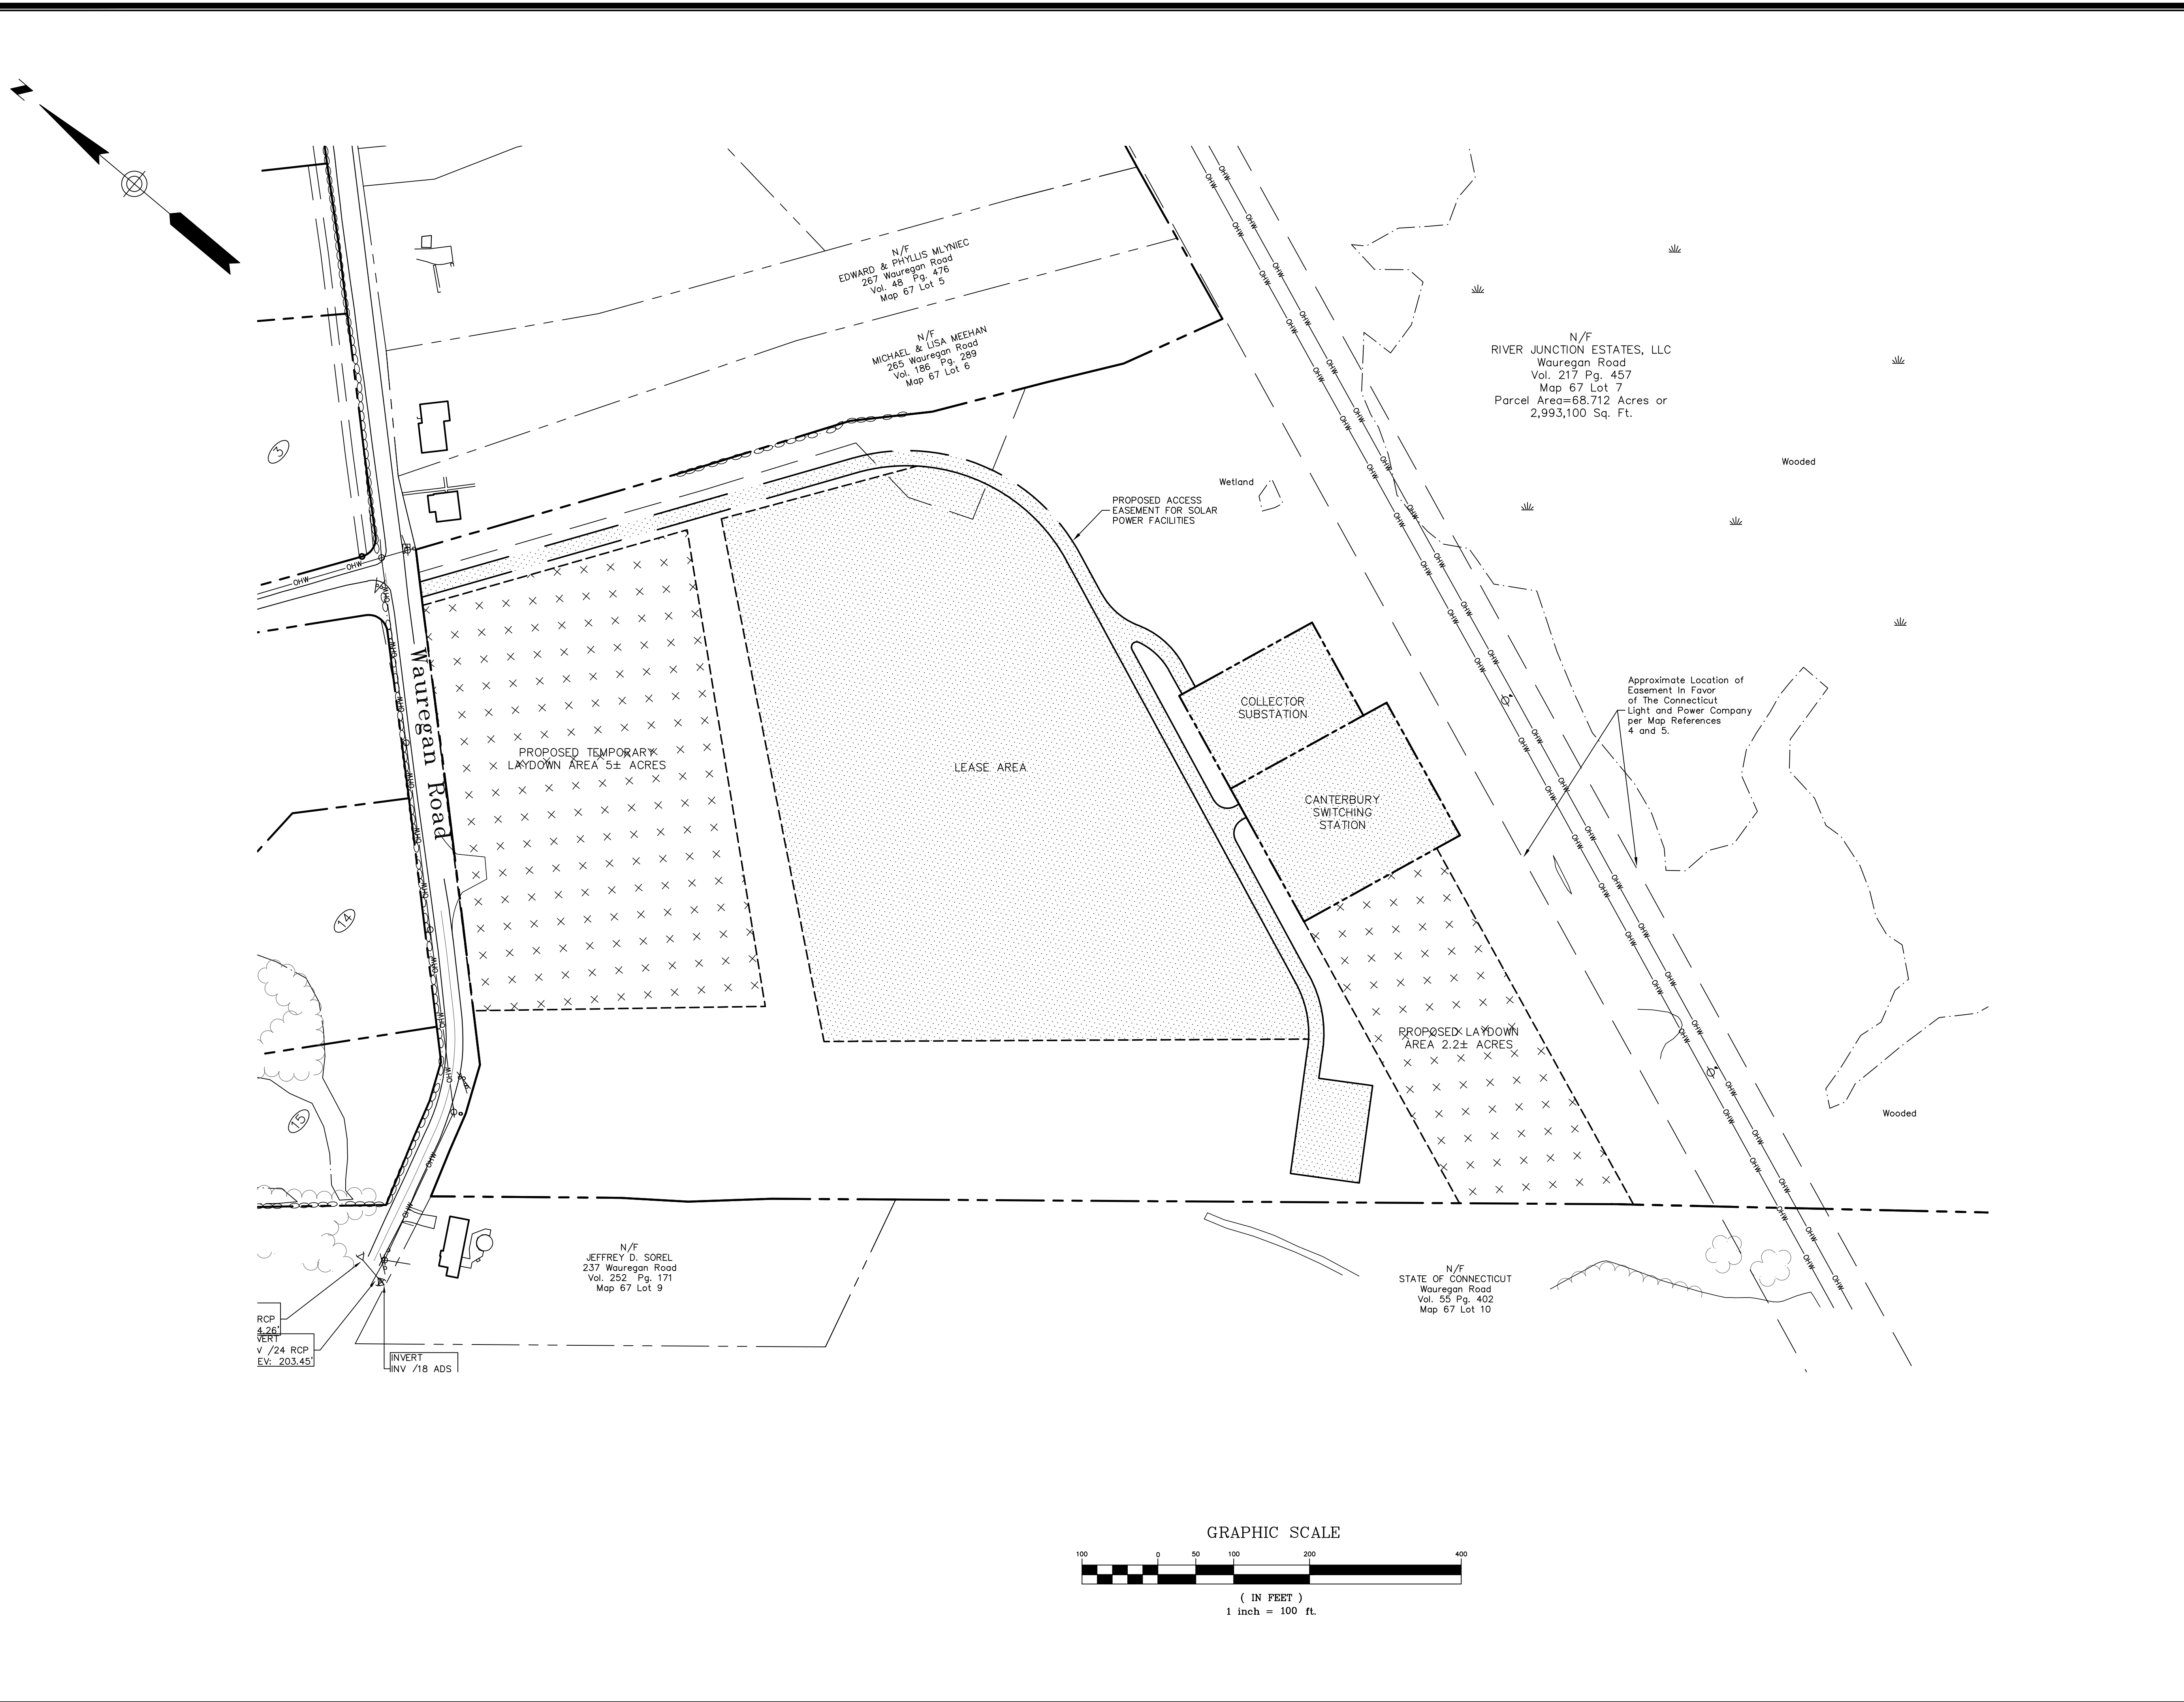 N
N/F
EDWARD & PHYLLIS MLYNIEC
267 Wauregan Road
Vol. 48 Pg. 476
Map 67 Lot 5
N/F
MICHAEL & LISA MEEHAN
265 Wauregan Road
Vol. 186 Pg. 289
Map 67 Lot 6
N/F
RIVER JUNCTION ESTATES, LLC
Wauregan Road
Vol. 217 Pg. 457
Map 67 Lot 7
Parcel Area=68.712 Acres or
2,993,100 Sq. Ft.
Wooded
3
Wetland
PROPOSED ACCESS
EASEMENT FOR SOLAR
POWER FACILITIES
OHW
OHW
Wauregan Road
PROPOSED TEMPORARY
LAYDOWN AREA 5± ACRES
LEASE AREA
COLLECTOR
SUBSTATION
CANTERBURY
SWITCHING
STATION
Approximate Location of
Easement In Favor
of The Connecticut
Light and Power Company
per Map References
4 and 5.
14
PROPOSED LAYDOWN
AREA 2.2± ACRES
15
Wooded
N/F
JEFFREY D. SOREL
237 Wauregan Road
Vol. 252 Pg. 171
Map 67 Lot 9
N/F
STATE OF CONNECTICUT
Wauregan Road
Vol. 55 Pg. 402
Map 67 Lot 10
RCP
4.26'
VERT
V /24 RCP
EV: 203.45'
INVERT
INV /18 ADS
GRAPHIC SCALE
100 0 50 100 200 400
( IN FEET )
1 inch = 100 ft.